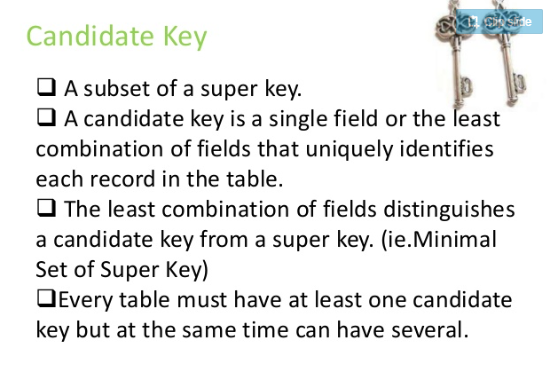 Candidate Key
❑ A subset of a super key.
❑ A candidate key is a single field or the least
combination of fields that uniquely identifies
each record in the table.
❑ The least combination of fields distinguishes
a candidate key from a super key. (ie.Minimal
Set of Super Key)
❑Every table must have at least one candidate
key but at the same time can have several.